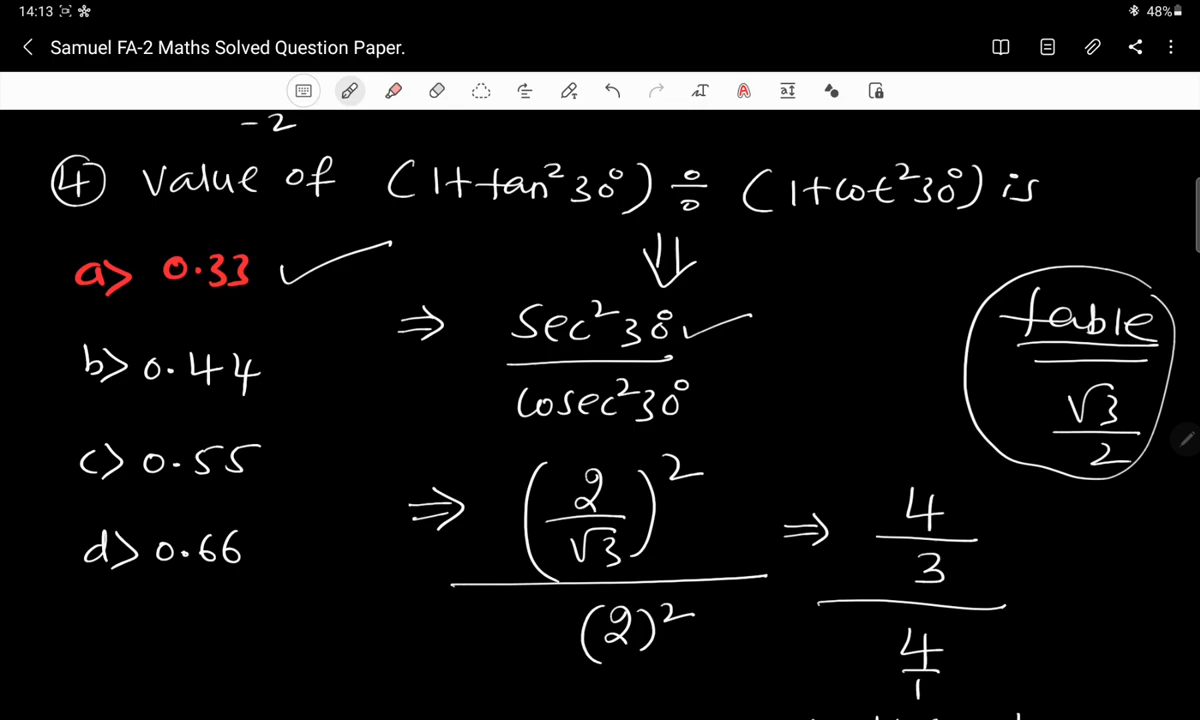 14:13 48%
Samuel FA-2 Maths Solved Question Paper.
-2
④ Value of (1+tan²30°) ÷ (1+cot²30°) is
a> 0.33 ✓
⇓
⇒ Sec²30° ✓
Cosec²30°
table
√3
2
b> 0.44
c> 0.55
d> 0.66
⇒ (2/√3)²
(2)²
⇒ 4
3
4
1